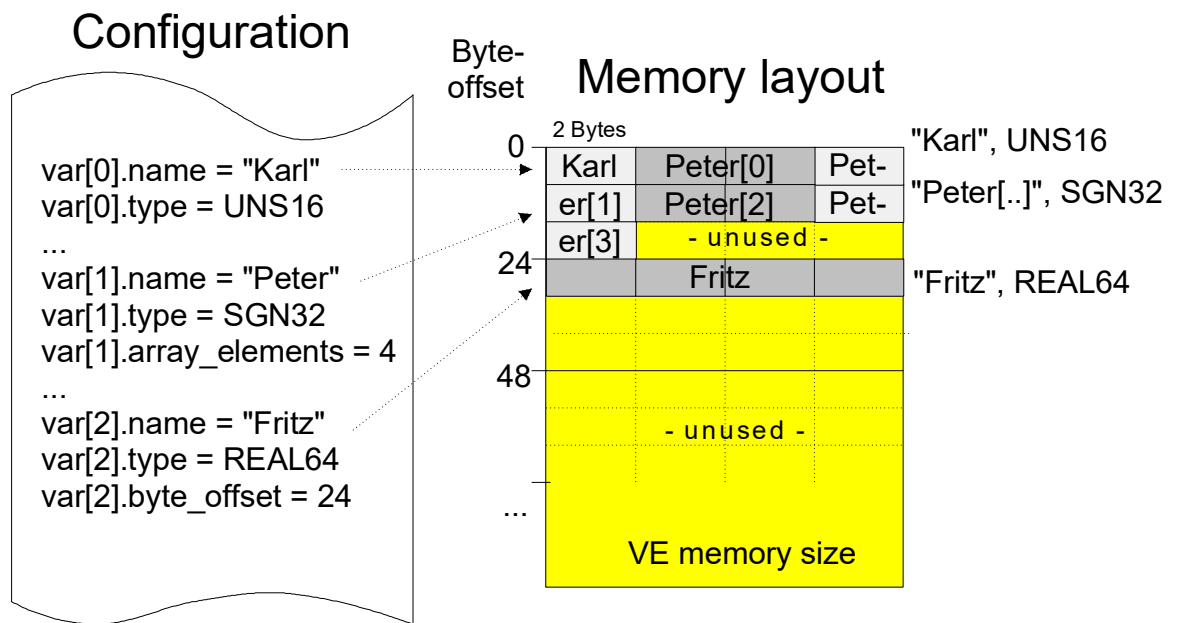 Configuration
var[0].name = "Karl"
var[0].type = UNS16
...
var[1].name = "Peter"
var[1].type = SGN32
var[1].array_elements = 4
...
var[2].name = "Fritz"
var[2].type = REAL64
var[2].byte_offset = 24
Byte-
offset
Memory layout
2 Bytes
0
Karl Peter[0] Pet-
"Karl", UNS16
er[1] Peter[2] Pet-
"Peter[..]", SGN32
er[3] - unused -
24
Fritz
"Fritz", REAL64
48
- unused -
...
VE memory size